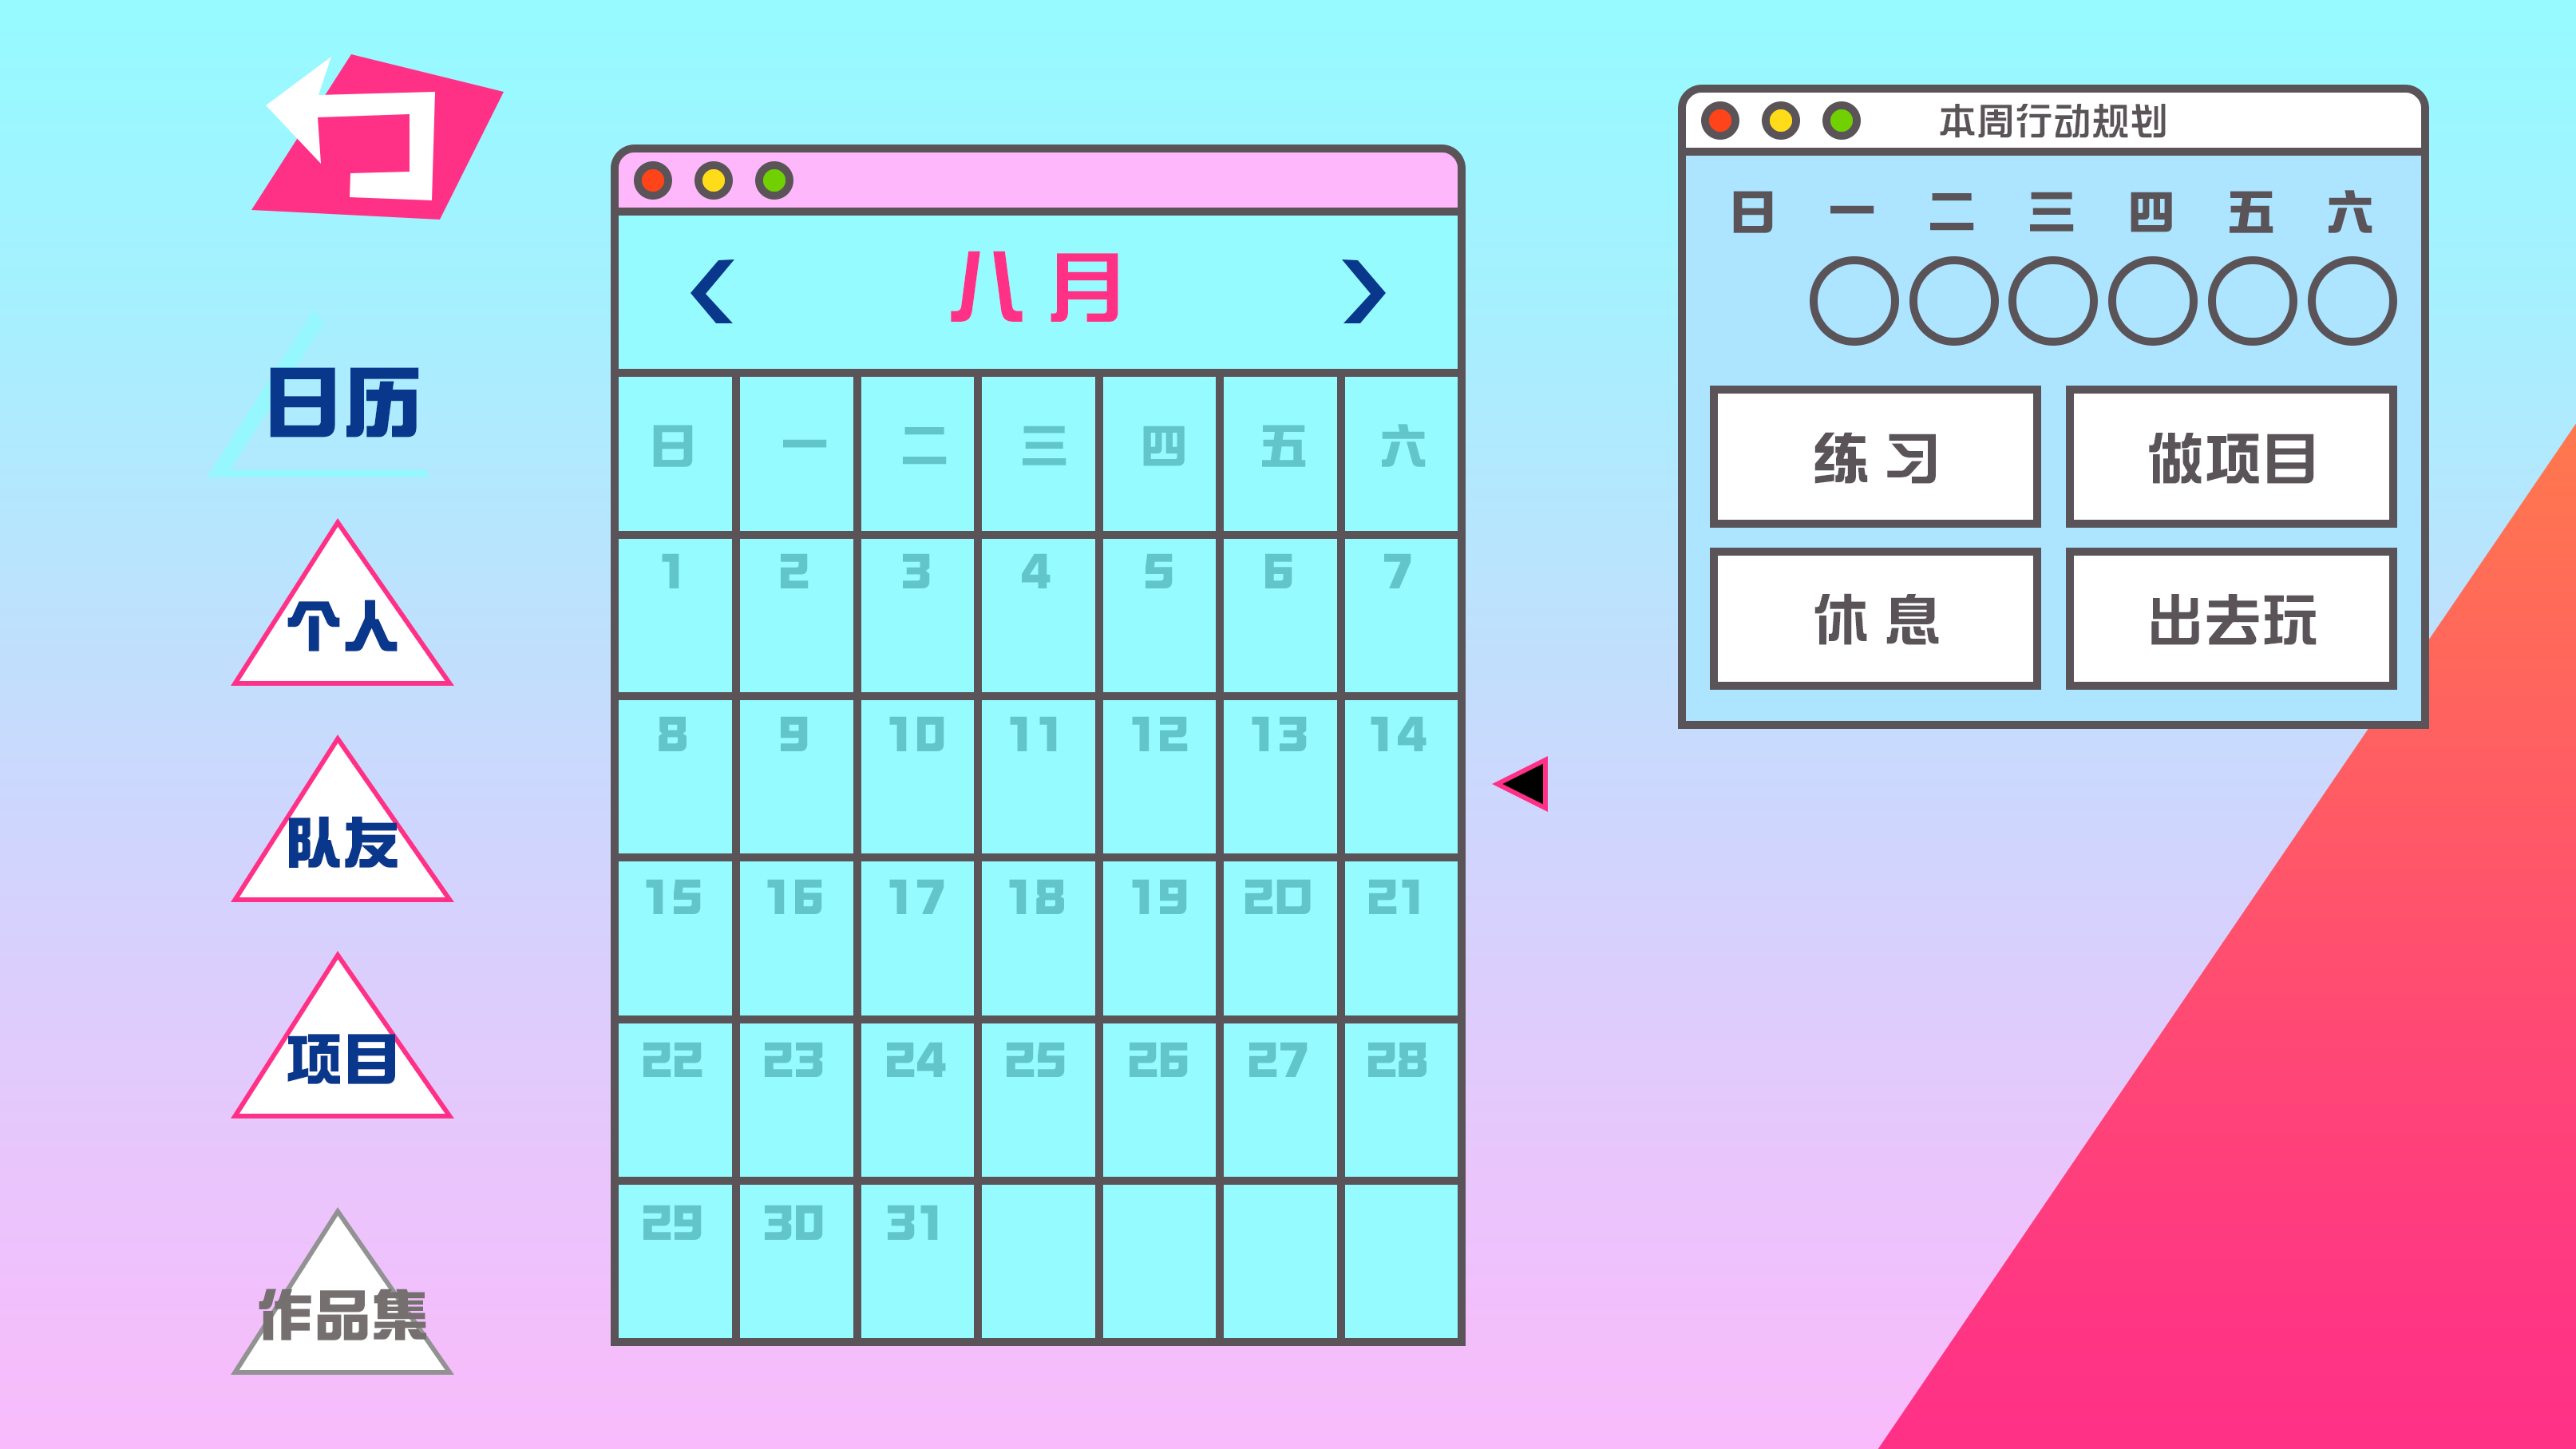 日历
个人
队友
项目
作品集
八月
日 一 二 三 四 五 六
1 2 3 4 5 6 7
8 9 10 11 12 13 14
15 16 17 18 19 20 21
22 23 24 25 26 27 28
29 30 31
本周行动规划
日 一 二 三 四 五 六
练习 做项目
休息 出去玩